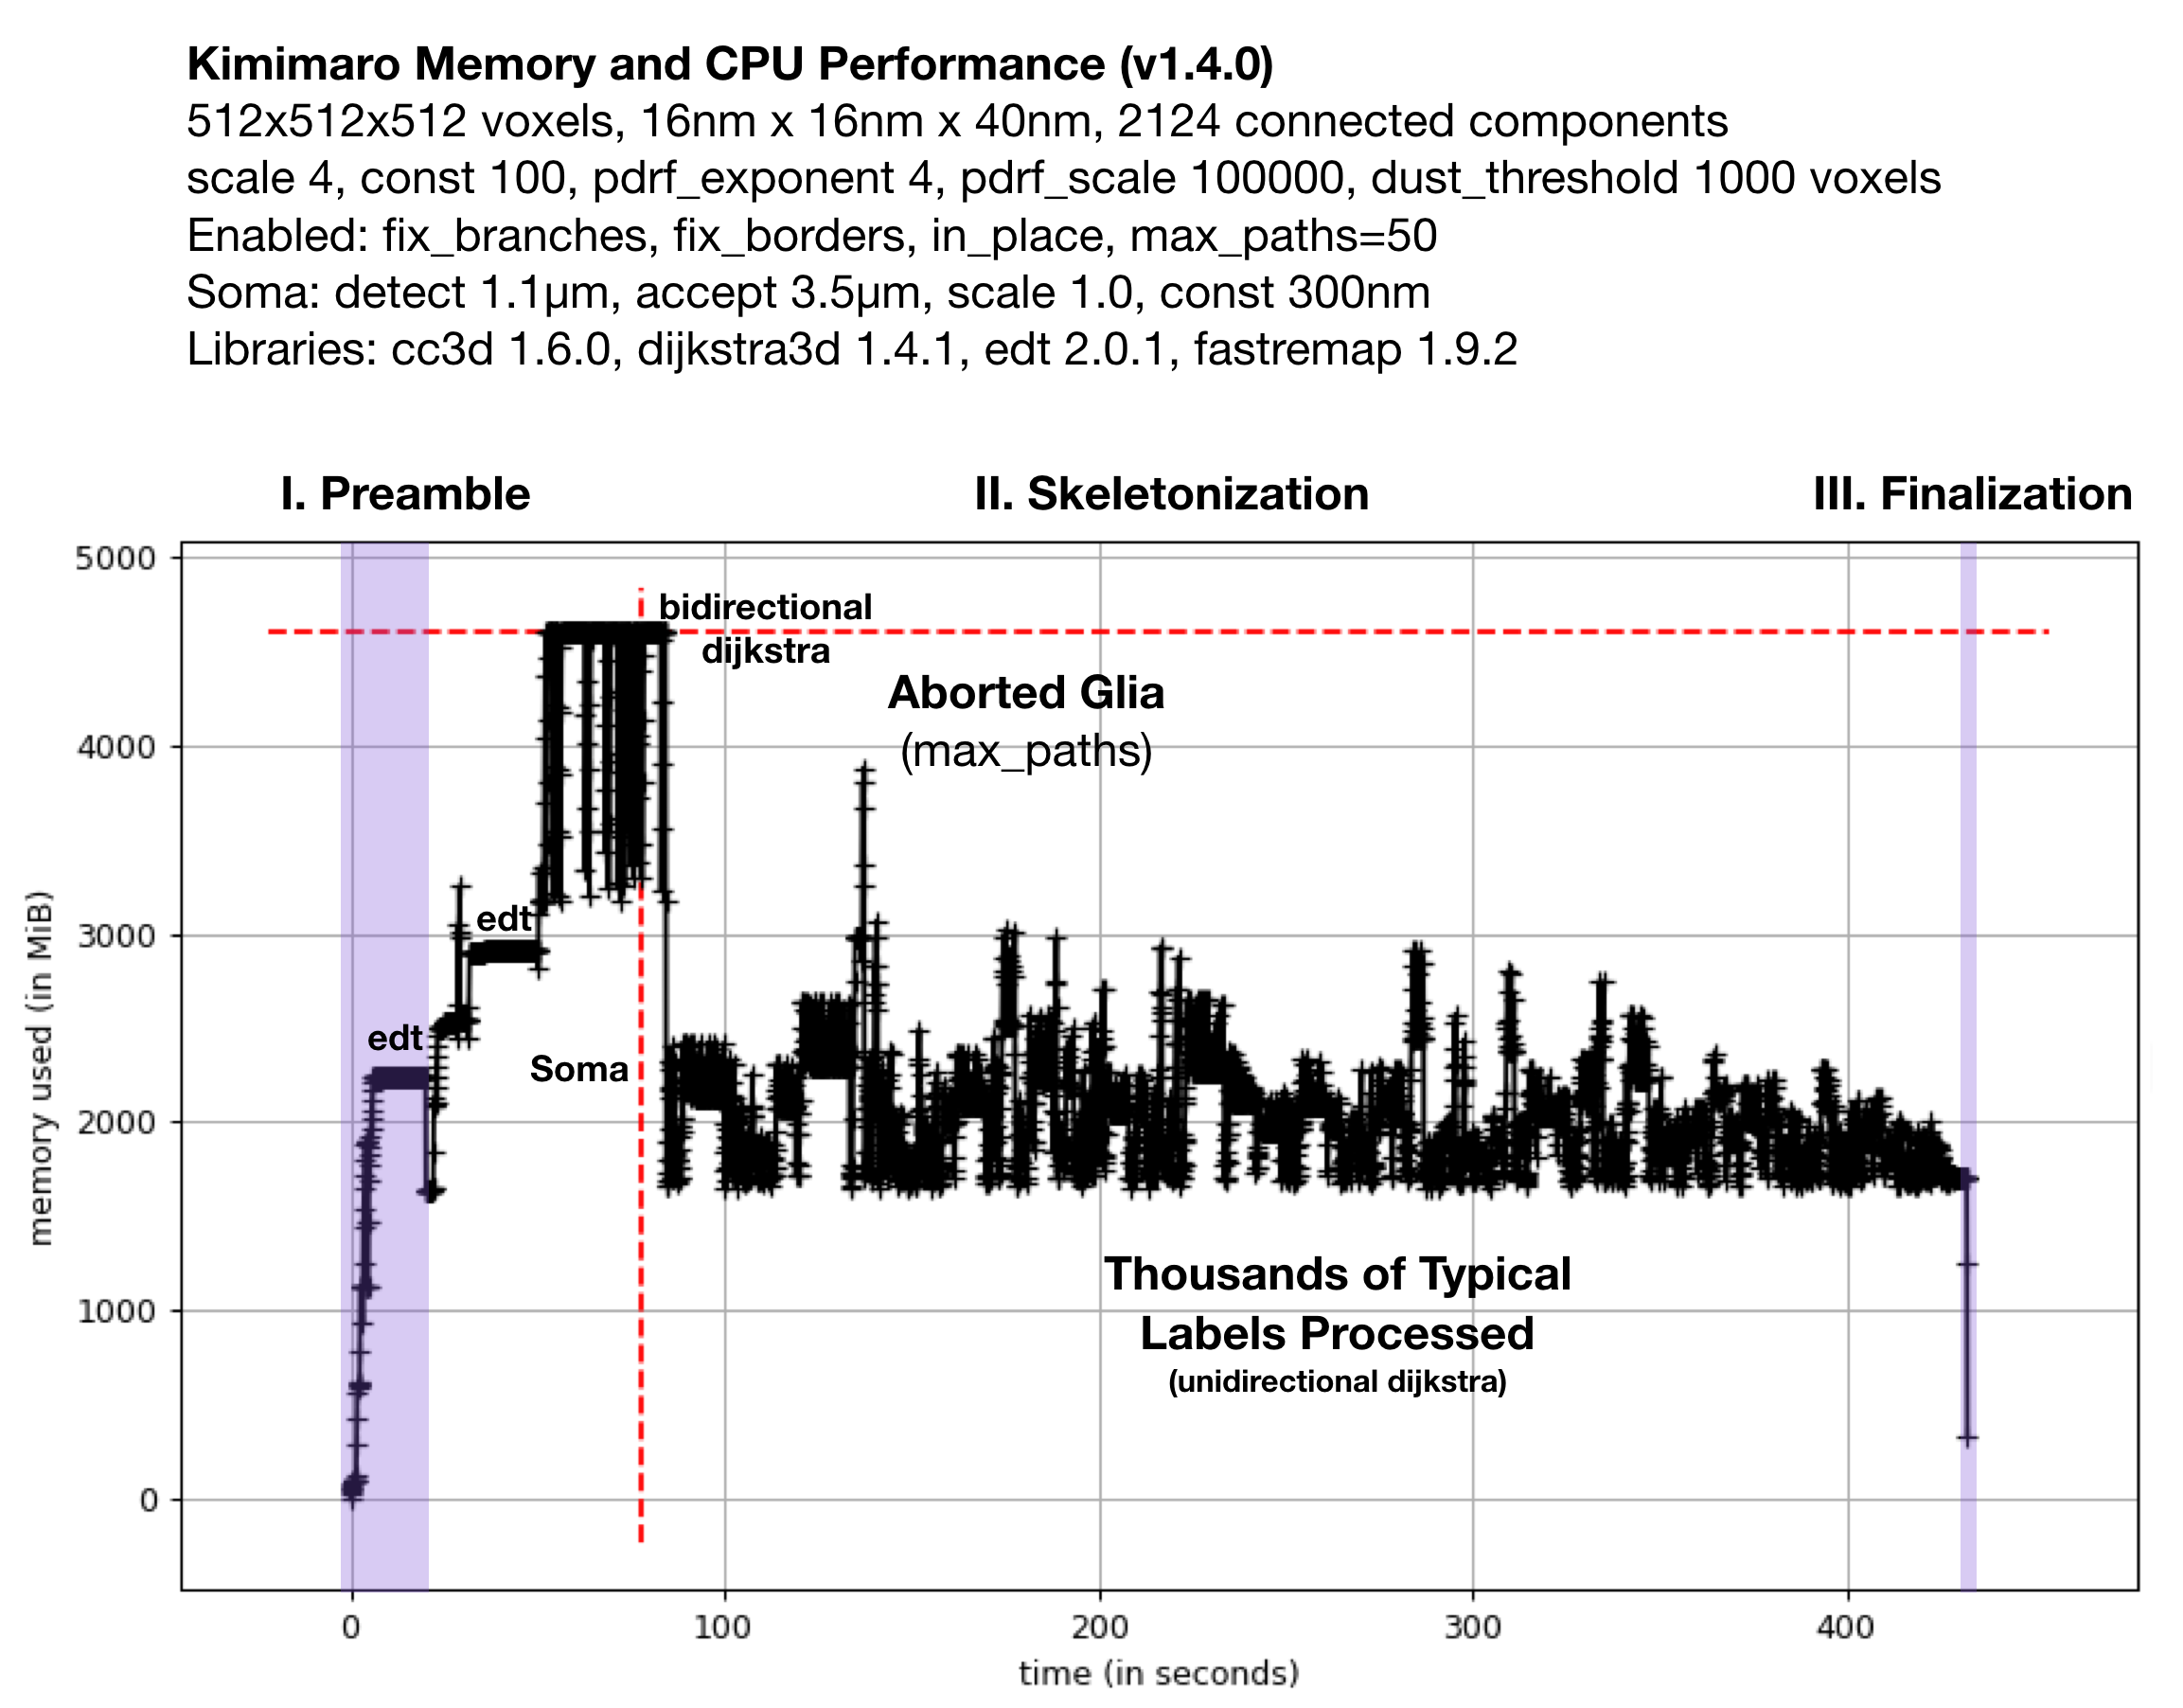 Kimimaro Memory and CPU Performance (v1.4.0)
512x512x512 voxels, 16nm x 16nm x 40nm, 2124 connected components
scale 4, const 100, pdrf_exponent 4, pdrf_scale 100000, dust_threshold 1000 voxels
Enabled: fix_branches, fix_borders, in_place, max_paths=50
Soma: detect 1.1µm, accept 3.5µm, scale 1.0, const 300nm
Libraries: cc3d 1.6.0, dijkstra3d 1.4.1, edt 2.0.1, fastremap 1.9.2
I. Preamble
II. Skeletonization
III. Finalization
5000
bidirectional
dijkstra
Aborted Glia
(max_paths)
4000
edt
3000
edt
Soma
2000
memory used (in MiB)
Thousands of Typical
Labels Processed
(unidirectional dijkstra)
1000
0
0
100
200
300
400
time (in seconds)